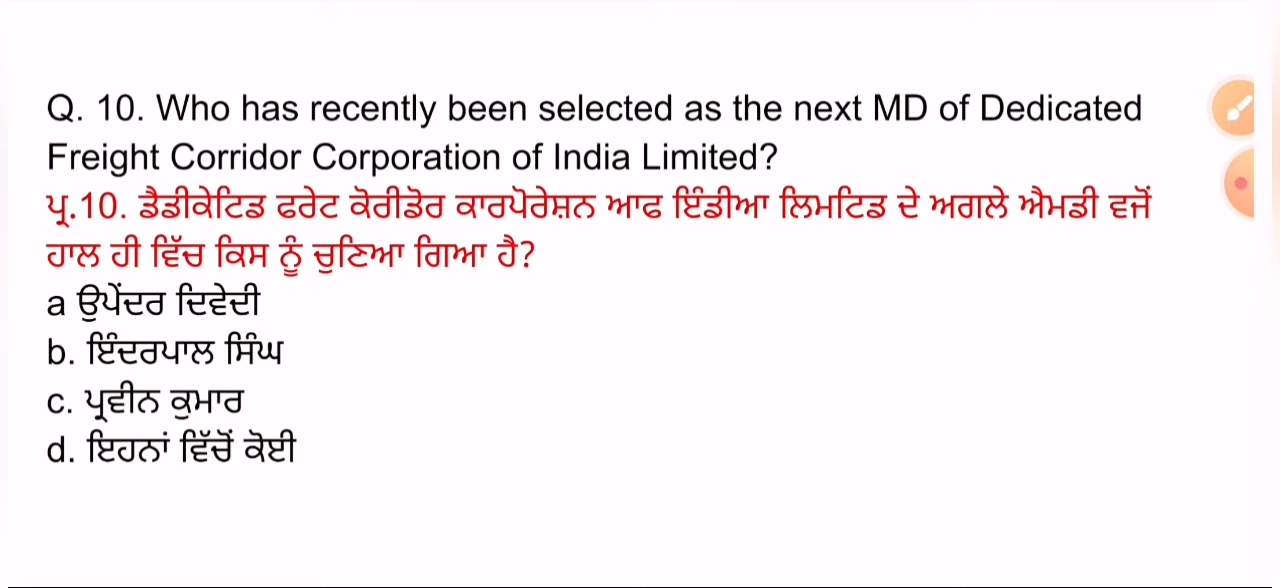 Q. 10. Who has recently been selected as the next MD of Dedicated
Freight Corridor Corporation of India Limited?
ਪ੍ਰ.10. ਡੈਡੀਕੇਟਿਡ ਫਰੇਟ ਕੋਰੀਡੋਰ ਕਾਰਪੋਰੇਸ਼ਨ ਆਫ ਇੰਡੀਆ ਲਿਮਟਿਡ ਦੇ ਅਗਲੇ ਐਮਡੀ ਵਜੋਂ
ਹਾਲ ਹੀ ਵਿੱਚ ਕਿਸ ਨੂੰ ਚੁਣਿਆ ਗਿਆ ਹੈ?
a ਉਪੇਂਦਰ ਦਿਵੇਦੀ
b. ਇੰਦਰਪਾਲ ਸਿੰਘ
c. ਪ੍ਰਵੀਨ ਕੁਮਾਰ
d. ਇਹਨਾਂ ਵਿੱਚੋਂ ਕੋਈ